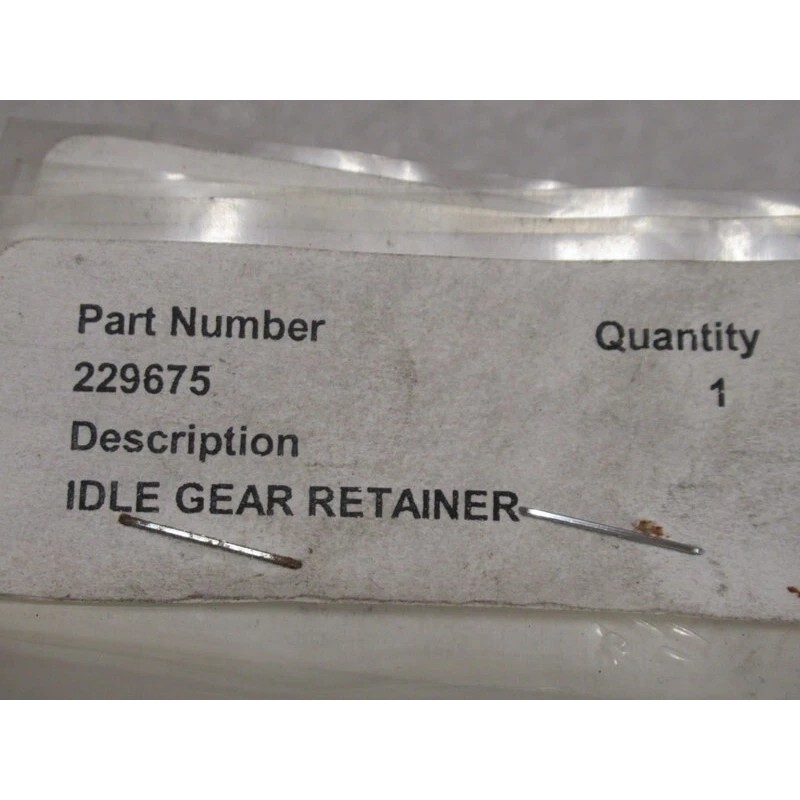 Part Number Quantity
229675 1
Description
IDLE GEAR RETAINER